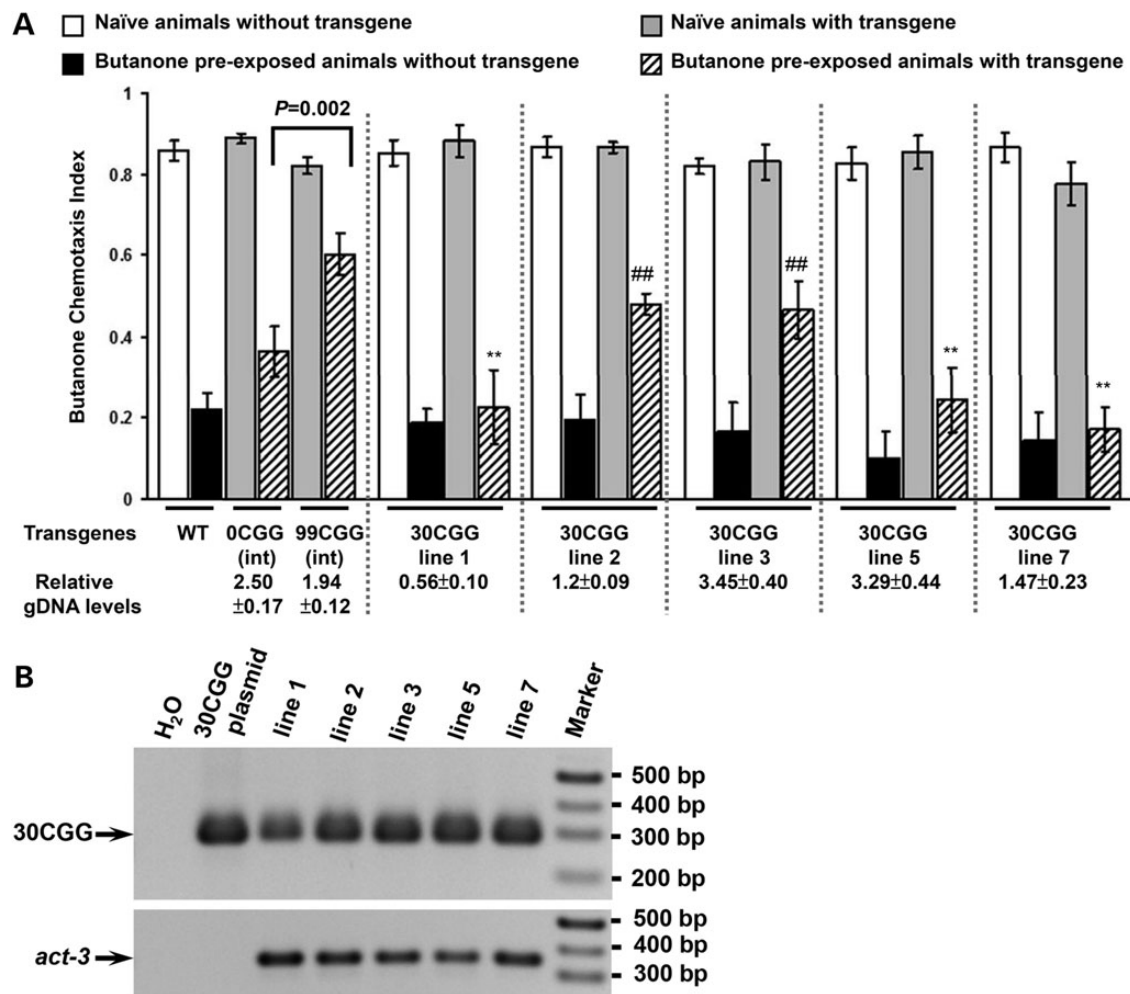 A
Naïve animals without transgene
Naïve animals with transgene
Butanone pre-exposed animals without transgene
Butanone pre-exposed animals with transgene
Butanone Chemotaxis Index
1
0.8
0.6
0.4
0.2
0
P=0.002
**
##
##
**
**
Transgenes WT 0CGG 99CGG 30CGG 30CGG 30CGG 30CGG 30CGG
(int) (int) line 1 line 2 line 3 line 5 line 7
Relative 2.50 1.94 0.56±0.10 1.2±0.09 3.45±0.40 3.29±0.44 1.47±0.23
gDNA levels ±0.17 ±0.12
B
H₂O
30CGG
plasmid
line 1
line 2
line 3
line 5
line 7
Marker
30CGG
500 bp
400 bp
300 bp
200 bp
act-3
500 bp
400 bp
300 bp